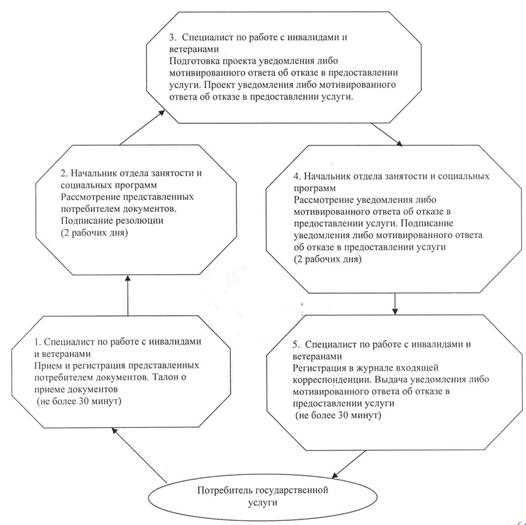 3. Специалист по работе с инвалидами и
ветеранами
Подготовка проекта уведомления либо
мотивированного ответа об отказе в предоставлении
услуги. Проект уведомления либо мотивированного
ответа об отказе в предоставлении услуги.
2. Начальник отдела занятости и
социальных программ
Рассмотрение представленных
потребителем документов.
Подписание резолюции
(2 рабочих дня)
4. Начальник отдела занятости и социальных
программ
Рассмотрение уведомления либо
мотивированного ответа об отказе в
предоставлении услуги. Подписание
уведомления либо мотивированного ответа
об отказе в предоставлении услуги
(2 рабочих дня)
1. Специалист по работе с инвалидами
и ветеранами
Прием и регистрация представленных
потребителем документов. Талон о
приеме документов
(не более 30 минут)
5. Специалист по работе с инвалидами и
ветеранами
Регистрация в журнале входящей
корреспонденции. Выдача уведомления либо
мотивированного ответа об отказе в
предоставлении услуги
(не более 30 минут)
Потребитель государственной
услуги